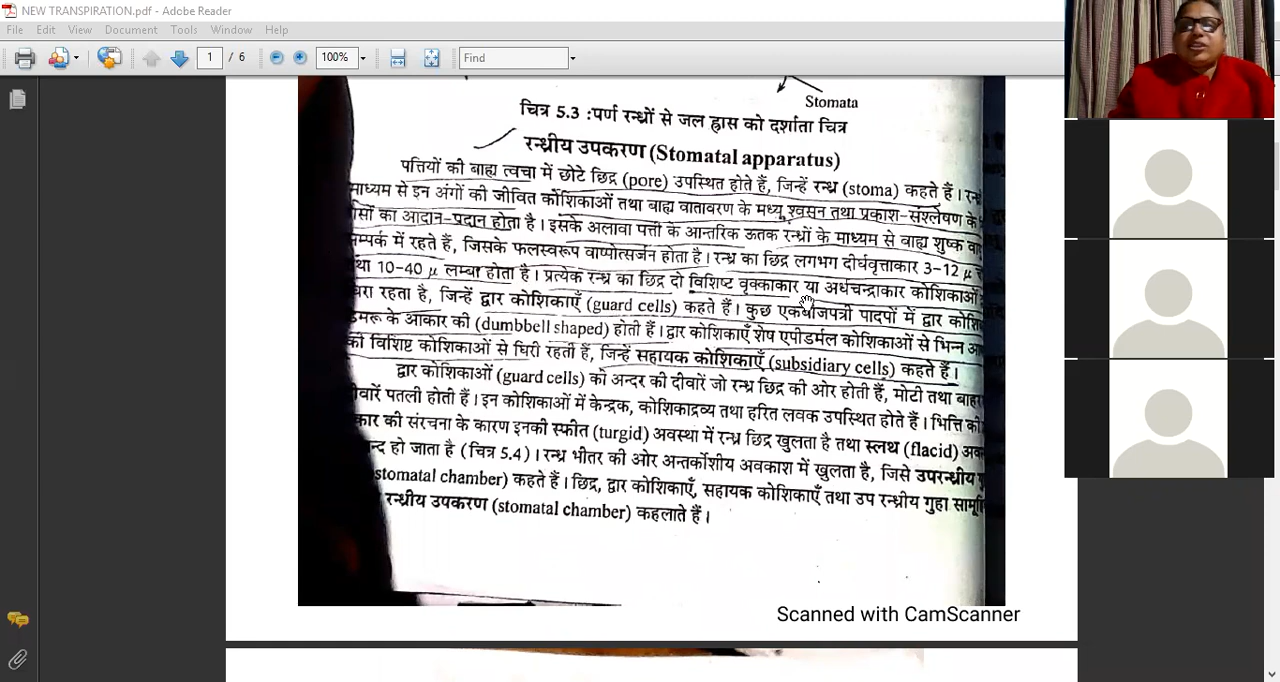 NEW TRANSPIRATION.pdf - Adobe Reader
File Edit View Document Tools Window Help
1 / 6 100% Find
Stomata
चित्र 5.3 : पर्ण रन्ध्रों से जल ह्रास को दर्शाता चित्र
रन्ध्रीय उपकरण (Stomatal apparatus)
पत्तियों की बाह्य त्वचा में छोटे छिद्र (pore) उपस्थित होते हैं, जिन्हें रन्ध्र (stoma) कहते हैं।
माध्यम से इन अंगों की जीवित कोशिकाओं तथा बाह्य वातावरण के मध्य श्वसन तथा प्रकाश-संश्लेषण के
का आदान-प्रदान होता है। इसके अलावा पत्ती के आन्तरिक ऊतक रन्ध्रों के माध्यम से बाह्य शुष्क
में रहते हैं, जिसके फलस्वरूप वाष्पोत्सर्जन होता है। रन्ध्र का छिद्र लगभग दीर्घवृत्ताकार 3-12 μ
10-40 μ लम्बा होता है। प्रत्येक रन्ध्र का छिद्र दो विशिष्ट वृक्काकार या अर्धचन्द्राकार कोशिकाओं
रहता है, जिन्हें द्वार कोशिकाएँ (guard cells) कहते हैं। कुछ एकबीजपत्री पादपों में द्वार
के आकार की (dumbbell shaped) होती हैं। द्वार कोशिकाएँ शेष एपीडर्मल कोशिकाओं से भिन्न
की विशिष्ट कोशिकाओं से घिरी रहती हैं, जिन्हें सहायक कोशिकाएँ (subsidiary cells) कहते हैं।
द्वार कोशिकाओं (guard cells) की अन्दर की दीवारें जो रन्ध्र छिद्र की ओर होती हैं, मोटी तथा
पतली होती हैं। इन कोशिकाओं में केन्द्रक, कोशिकाद्रव्य तथा हरित लवक उपस्थित होते हैं। भित्ति की
की संरचना के कारण इनकी स्फीत (turgid) अवस्था में रन्ध्र छिद्र खुलता है तथा स्लथ (flacid)
हो जाता है (चित्र 5.4)। रन्ध्र भीतर की ओर अन्तर्कोशीय अवकाश में खुलता है, जिसे उपरन्ध्रीय
stomatal chamber) कहते हैं। छिद्र, द्वार कोशिकाएँ, सहायक कोशिकाएँ तथा उप रन्ध्रीय गुहा
रन्ध्रीय उपकरण (stomatal chamber) कहलाते हैं।
Scanned with CamScanner